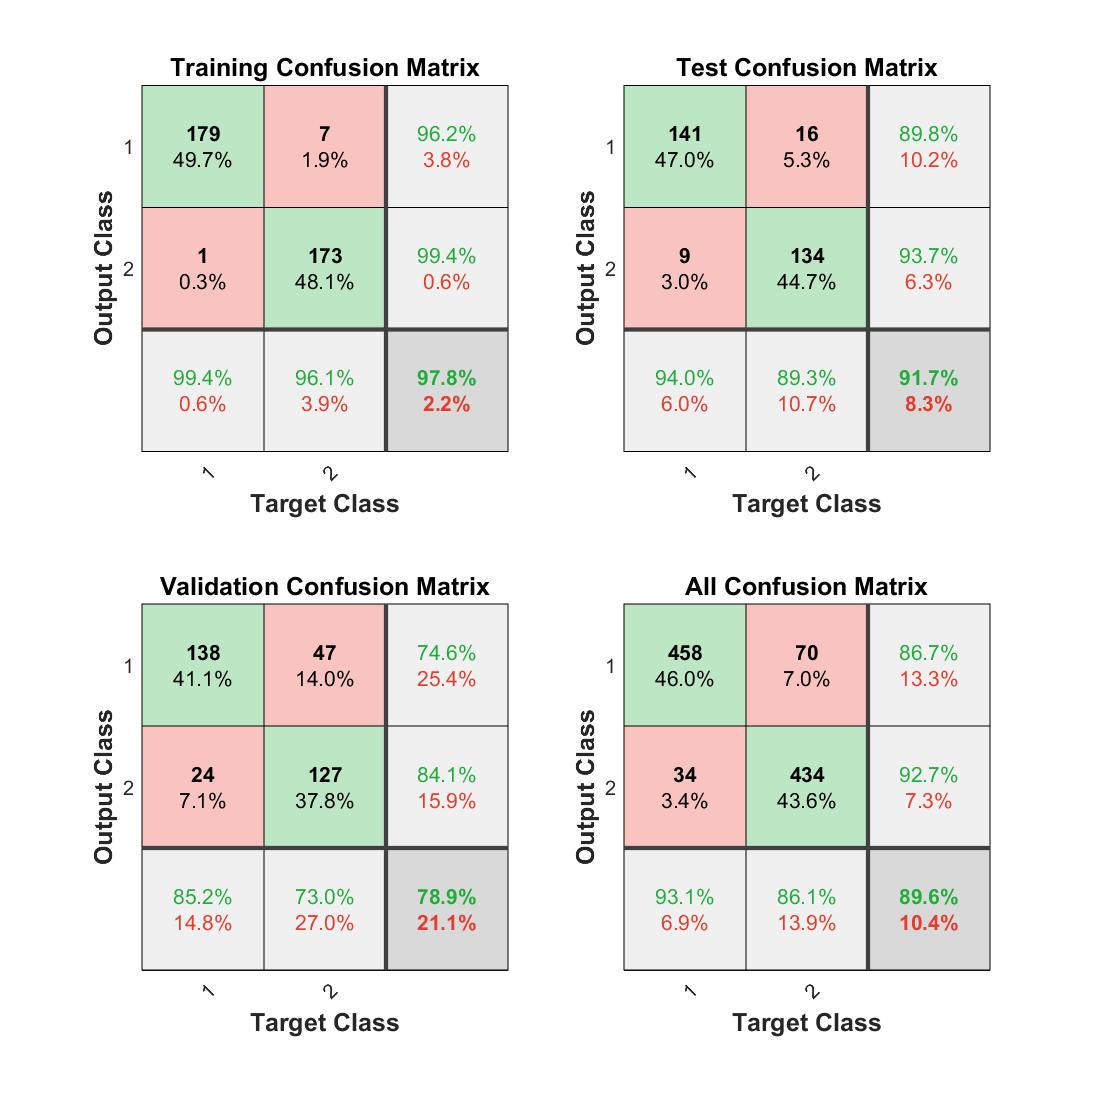 Training Confusion Matrix
179 7 96.2%
1 49.7% 1.9% 3.8%
1 173 99.4%
2 0.3% 48.1% 0.6%
99.4% 96.1% 97.8%
0.6% 3.9% 2.2%
Output Class
1 2
Target Class
Test Confusion Matrix
141 16 89.8%
1 47.0% 5.3% 10.2%
9 134 93.7%
2 3.0% 44.7% 6.3%
94.0% 89.3% 91.7%
6.0% 10.7% 8.3%
Output Class
1 2
Target Class
Validation Confusion Matrix
138 47 74.6%
1 41.1% 14.0% 25.4%
24 127 84.1%
2 7.1% 37.8% 15.9%
85.2% 73.0% 78.9%
14.8% 27.0% 21.1%
Output Class
1 2
Target Class
All Confusion Matrix
458 70 86.7%
1 46.0% 7.0% 13.3%
34 434 92.7%
2 3.4% 43.6% 7.3%
93.1% 86.1% 89.6%
6.9% 13.9% 10.4%
Output Class
1 2
Target Class